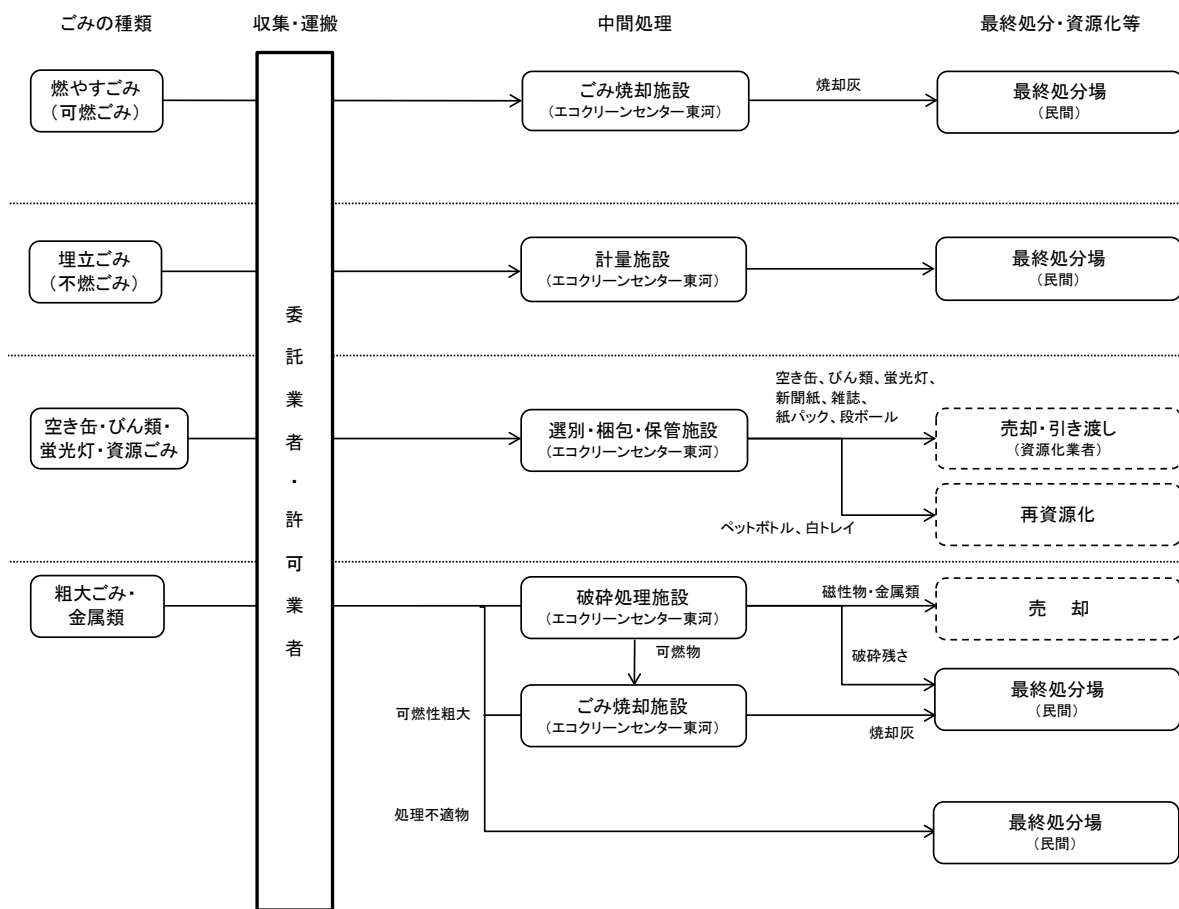 ごみの種類
収集・運搬
中間処理
最終処分・資源化等
燃やすごみ
（可燃ごみ）
ごみ焼却施設
（エコクリーンセンター東河）
焼却灰
最終処分場
（民間）
埋立ごみ
（不燃ごみ）
計量施設
（エコクリーンセンター東河）
最終処分場
（民間）
委託業者・許可業者
空き缶・びん類・
蛍光灯・資源ごみ
選別・梱包・保管施設
（エコクリーンセンター東河）
空き缶、びん類、蛍光灯、
新聞紙、雑誌、
紙パック、段ボール
売却・引き渡し
（資源化業者）
ペットボトル、白トレイ
再資源化
粗大ごみ・
金属類
破砕処理施設
（エコクリーンセンター東河）
磁性物・金属類
売　却
可燃物
破砕残さ
可燃性粗大
ごみ焼却施設
（エコクリーンセンター東河）
焼却灰
最終処分場
（民間）
処理不適物
最終処分場
（民間）